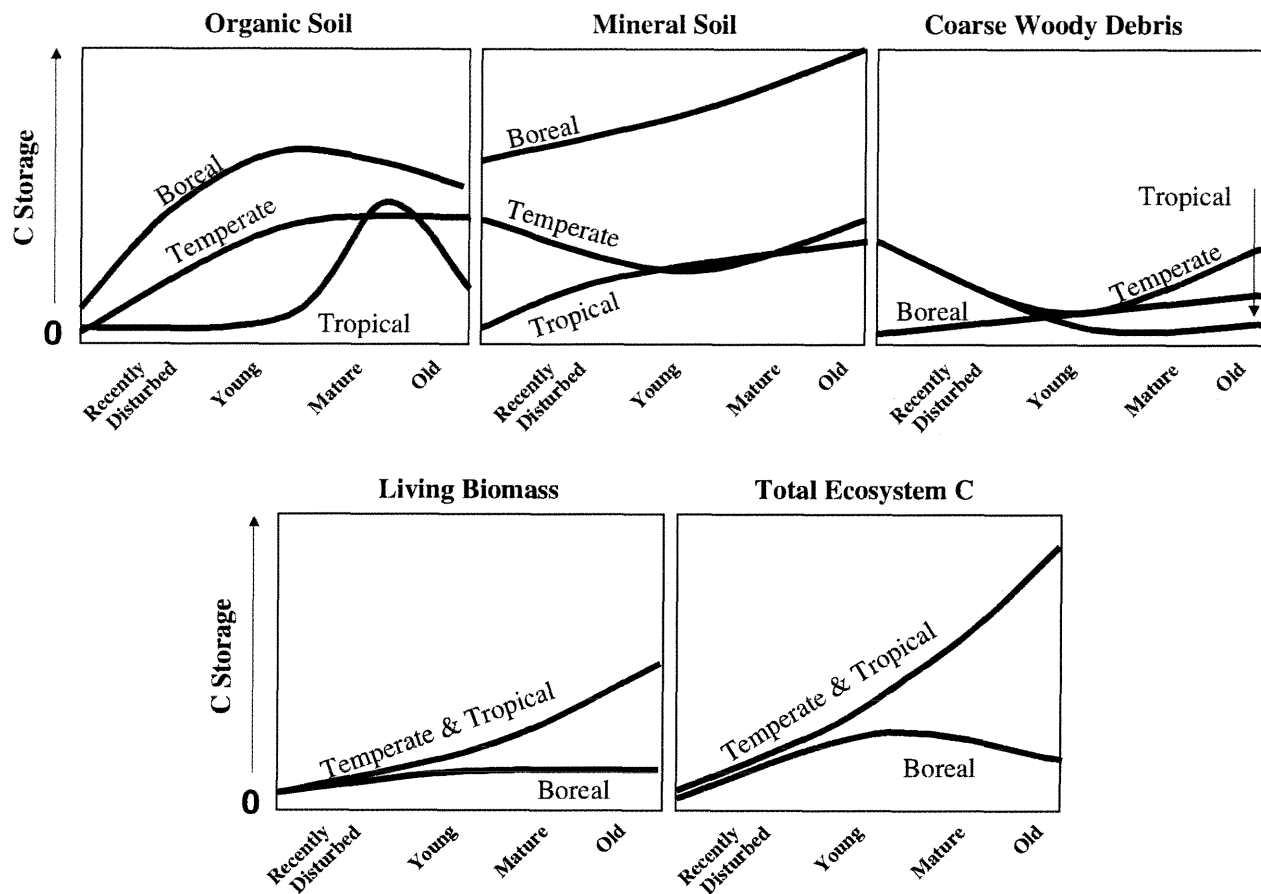 Organic Soil
Mineral Soil
Coarse Woody Debris
C Storage
0
Boreal
Temperate
Tropical
Boreal
Temperate
Tropical
Tropical
Temperate
Boreal
Recently
Disturbed
Young
Mature
Old
Recently
Disturbed
Young
Mature
Old
Recently
Disturbed
Young
Mature
Old
Living Biomass
Total Ecosystem C
C Storage
0
Temperate & Tropical
Boreal
Temperate & Tropical
Boreal
Recently
Disturbed
Young
Mature
Old
Recently
Disturbed
Young
Mature
Old